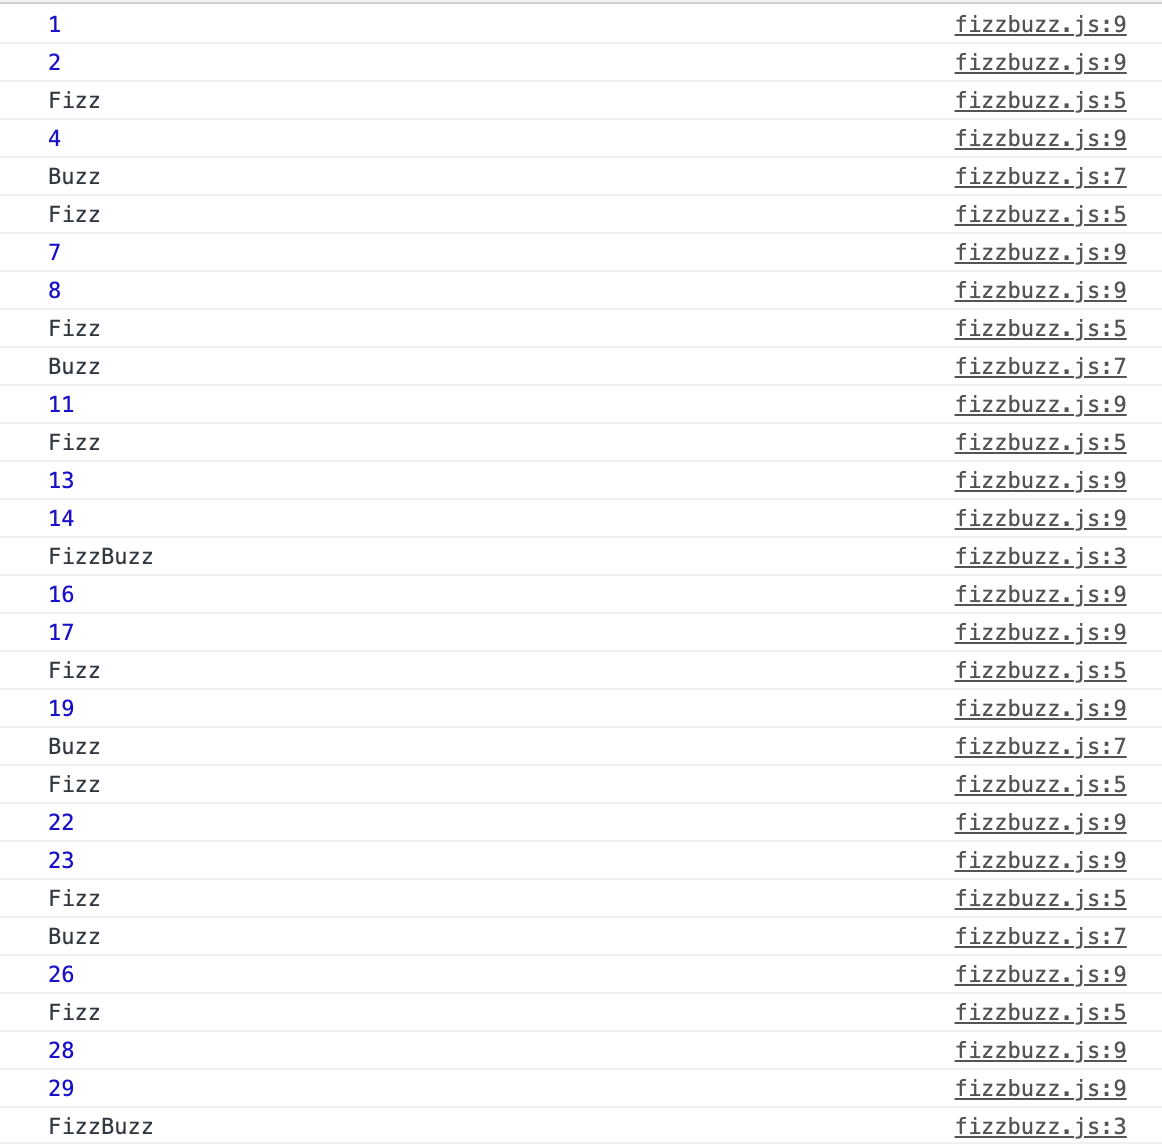 1 fizzbuzz.js:9
2 fizzbuzz.js:9
Fizz fizzbuzz.js:5
4 fizzbuzz.js:9
Buzz fizzbuzz.js:7
Fizz fizzbuzz.js:5
7 fizzbuzz.js:9
8 fizzbuzz.js:9
Fizz fizzbuzz.js:5
Buzz fizzbuzz.js:7
11 fizzbuzz.js:9
Fizz fizzbuzz.js:5
13 fizzbuzz.js:9
14 fizzbuzz.js:9
FizzBuzz fizzbuzz.js:3
16 fizzbuzz.js:9
17 fizzbuzz.js:9
Fizz fizzbuzz.js:5
19 fizzbuzz.js:9
Buzz fizzbuzz.js:7
Fizz fizzbuzz.js:5
22 fizzbuzz.js:9
23 fizzbuzz.js:9
Fizz fizzbuzz.js:5
Buzz fizzbuzz.js:7
26 fizzbuzz.js:9
Fizz fizzbuzz.js:5
28 fizzbuzz.js:9
29 fizzbuzz.js:9
FizzBuzz fizzbuzz.js:3